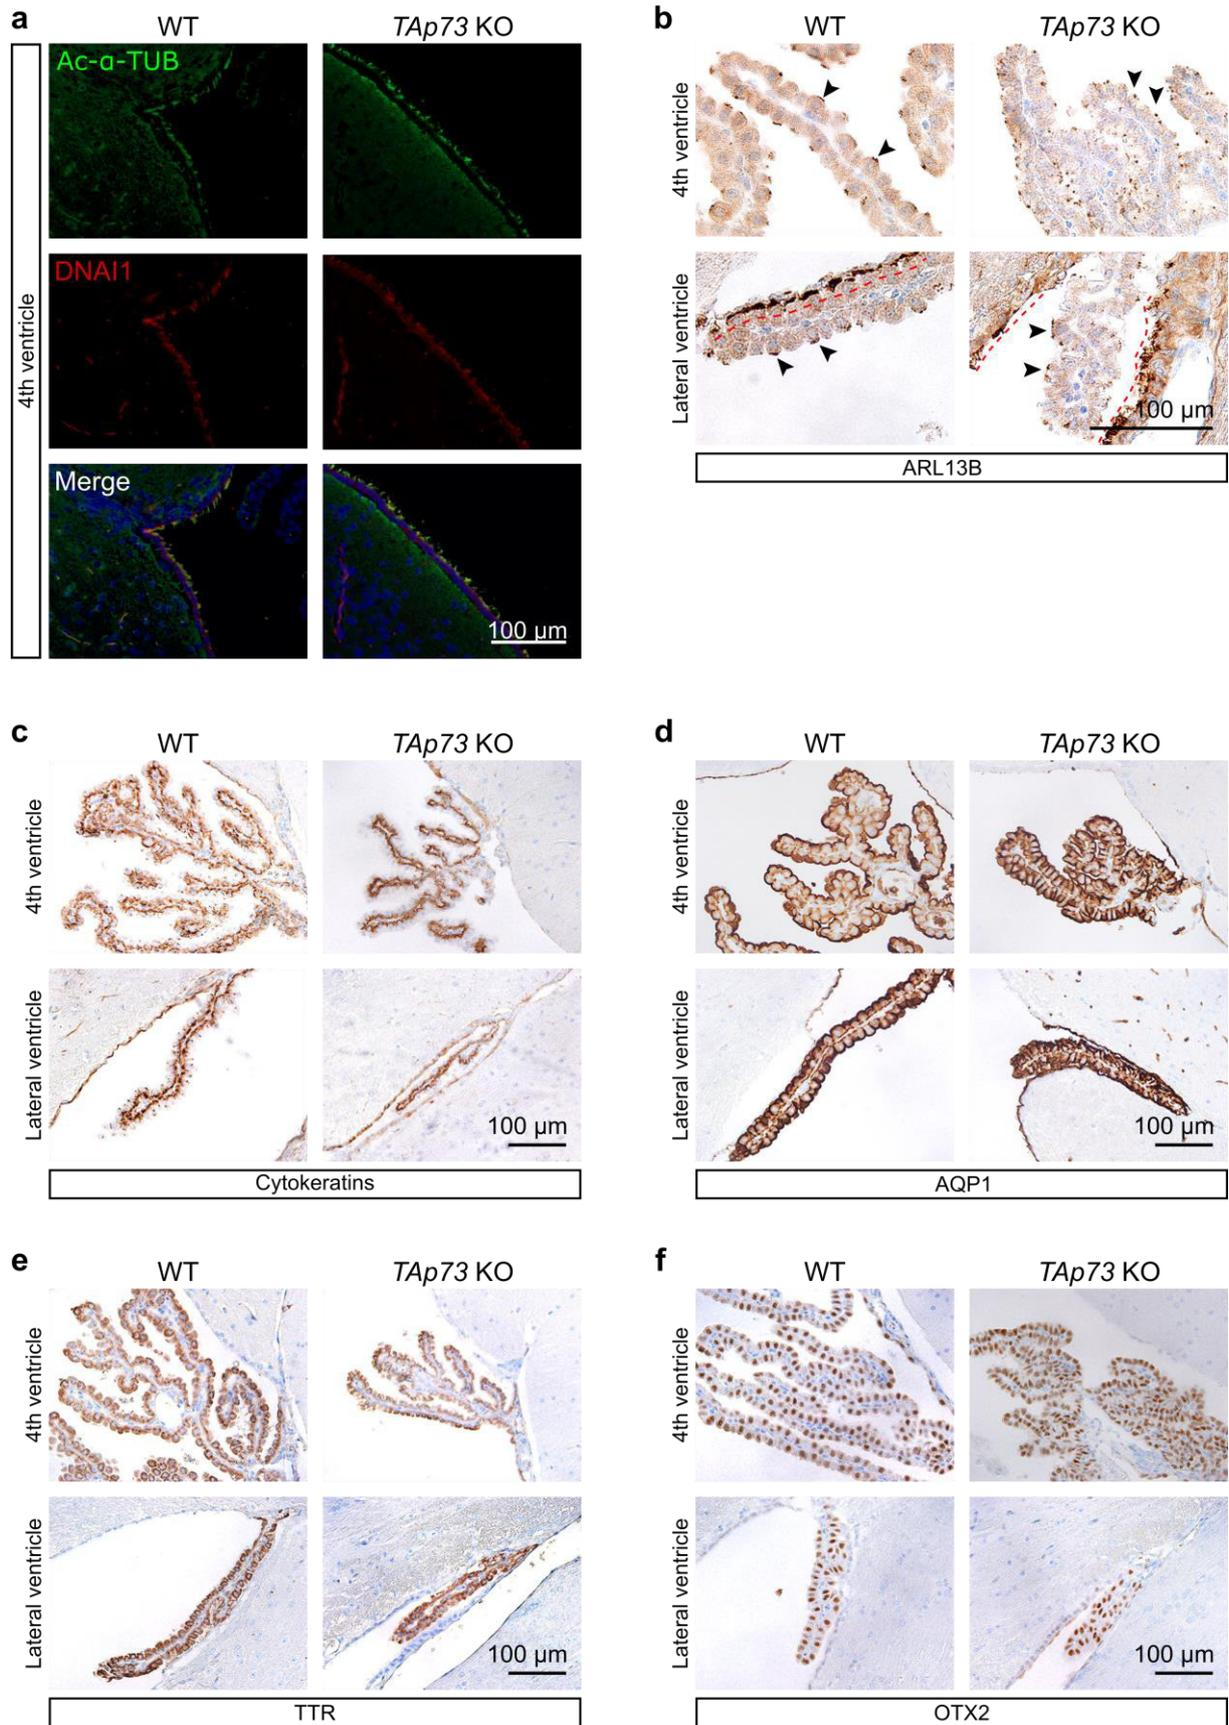 a
WT
TAp73 KO
4th ventricle
Ac-α-TUB
DNAI1
Merge
100 µm
b
WT
TAp73 KO
4th ventricle
Lateral ventricle
100 µm
ARL13B
c
WT
TAp73 KO
4th ventricle
Lateral ventricle
100 µm
Cytokeratins
d
WT
TAp73 KO
4th ventricle
Lateral ventricle
100 µm
AQP1
e
WT
TAp73 KO
4th ventricle
Lateral ventricle
100 µm
TTR
f
WT
TAp73 KO
4th ventricle
Lateral ventricle
100 µm
OTX2